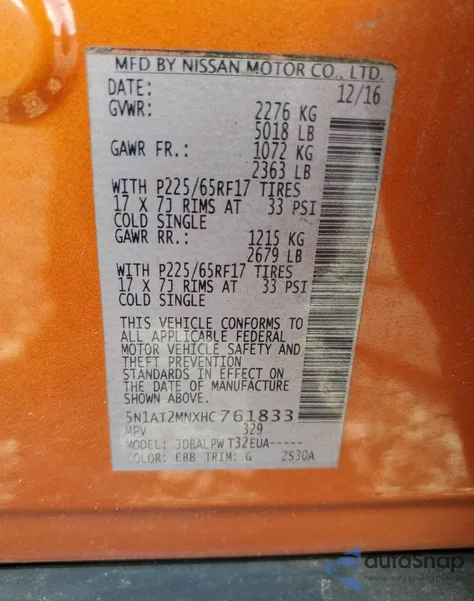 MFD BY NISSAN MOTOR CO., LTD.
DATE: 12/16
GVWR: 2276 KG
5018 LB
GAWR FR.: 1072 KG
2363 LB
WITH P225/65RF17 TIRES
17 X 7J RIMS AT 33 PSI
COLD SINGLE
GAWR RR.: 1215 KG
2679 LB
WITH P225/65RF17 TIRES
17 X 7J RIMS AT 33 PSI
COLD SINGLE
THIS VEHICLE CONFORMS TO
ALL APPLICABLE FEDERAL
MOTOR VEHICLE SAFETY AND
THEFT PREVENTION
STANDARDS IN EFFECT ON
THE DATE OF MANUFACTURE
SHOWN ABOVE.
5N1AT2MNXHC761833
MPV 329
MODEL: JDBALPW T32EUA-----
COLOR: EBB TRIM: G 2S30A
autoSnap